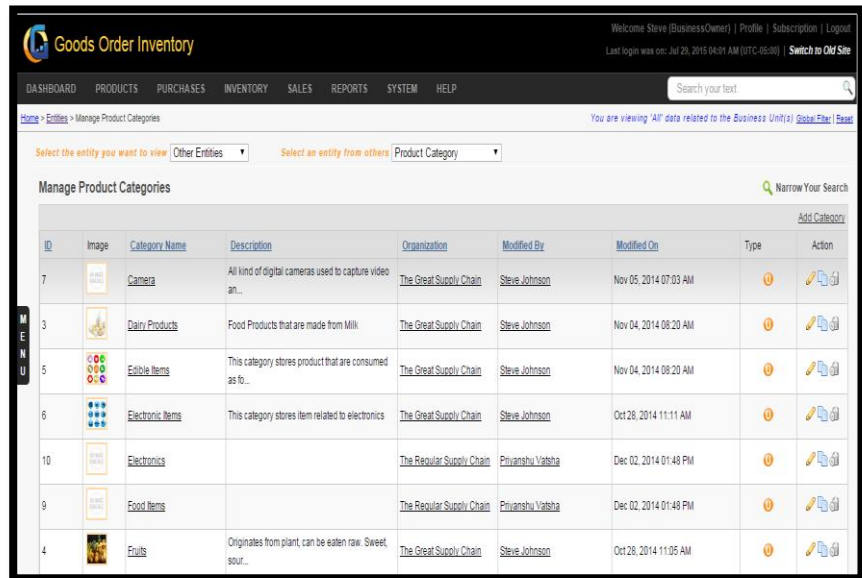 Welcome Steve (BusinessOwner) | Profile | Subscription | Logout
Goods Order Inventory
Last login was on: Jul 29, 2015 04:01 AM (UTC-05:00) | Switch to Old Site
DASHBOARD PRODUCTS PURCHASES INVENTORY SALES REPORTS SYSTEM HELP Search your text
Home > Entities > Manage Product Categories You are viewing 'All' data related to the Business Unit(s) Global Filter | Reset
Select the entity you want to view Other Entities Select an entity from others Product Category
Manage Product Categories Narrow Your Search
Add Category
ID Image Category Name Description Organization Modified By Modified On Type Action
7 Camera All kind of digital cameras used to capture video an... The Great Supply Chain Steve Johnson Nov 05, 2014 07:03 AM
3 Dairy Products Food Products that are made from Milk The Great Supply Chain Steve Johnson Nov 04, 2014 08:20 AM
5 Edible Items This category stores product that are consumed as fo... The Great Supply Chain Steve Johnson Nov 04, 2014 08:20 AM
6 Electronic Items This category stores item related to electronics The Great Supply Chain Steve Johnson Oct 28, 2014 11:11 AM
10 Electronics The Regular Supply Chain Priyanshu Vatsha Dec 02, 2014 01:48 PM
9 Food Items The Regular Supply Chain Priyanshu Vatsha Dec 02, 2014 01:48 PM
4 Fruits Originates from plant, can be eaten raw. Sweet, sour... The Great Supply Chain Steve Johnson Oct 28, 2014 11:05 AM
MENU